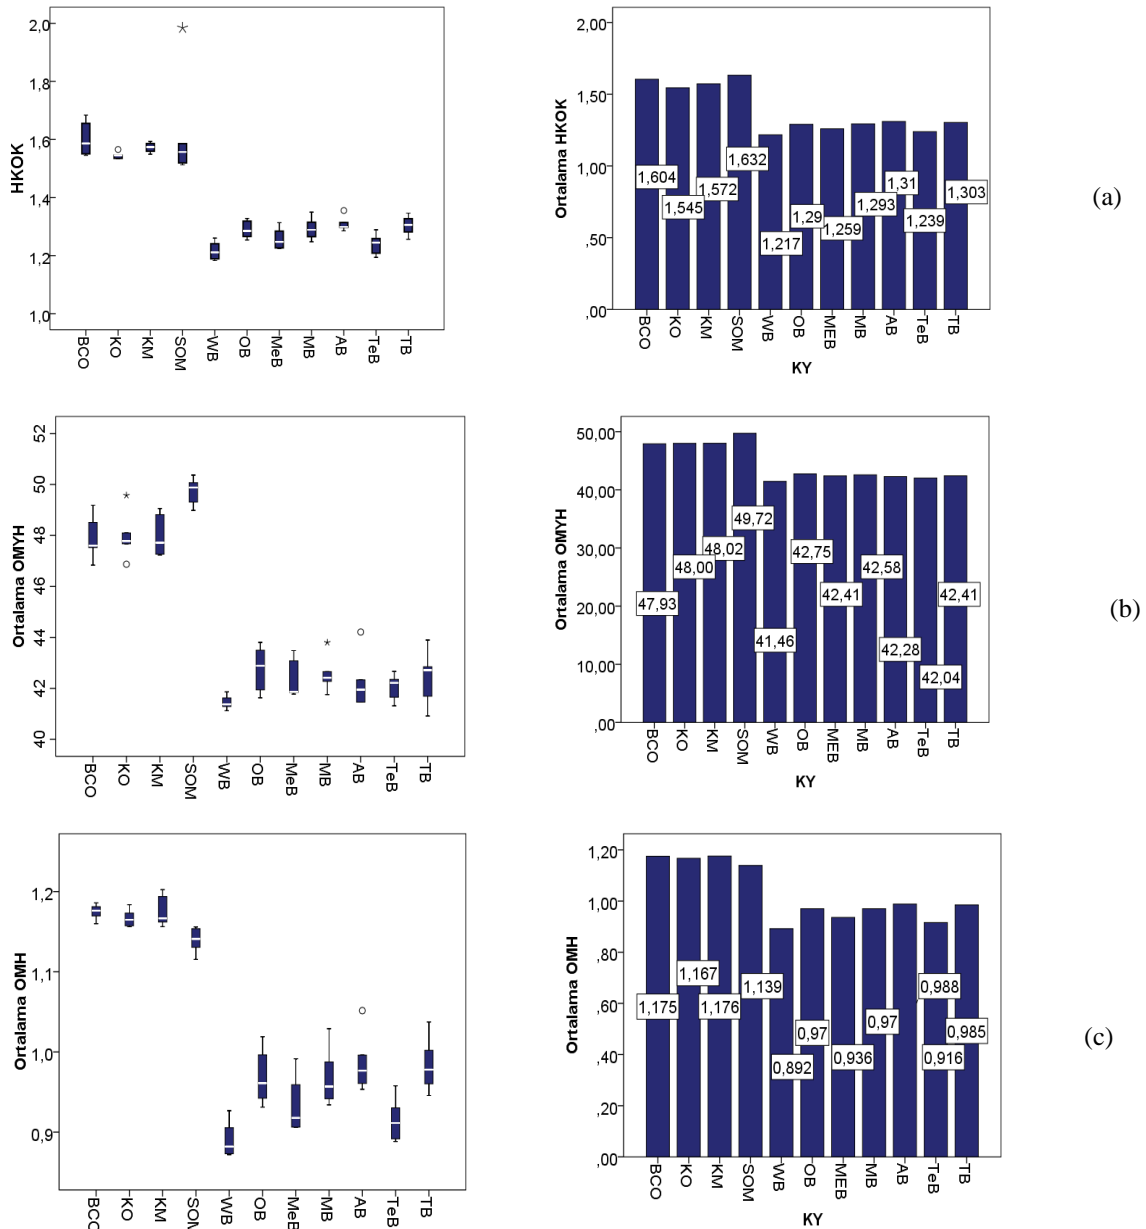 2,0
1,8
1,6
1,4
1,2
1,0
HKOK
BCO KO KM SOM WB OB MeB MB AB TeB TB
2,00
1,50
1,00
,50
,00
Ortalama HKOK
1,604 1,545 1,572 1,632 1,217 1,29 1,259 1,293 1,31 1,239 1,303
BCO KO KM SOM WB OB MEB MB AB TeB TB
KY
(a)
52
50
48
46
44
42
40
Ortalama OMYH
BCO KO KM SOM WB OB MeB MB AB TeB TB
50,00
40,00
30,00
20,00
10,00
,00
Ortalama OMYH
47,93 48,00 48,02 49,72 41,46 42,75 42,41 42,58 42,28 42,04 42,41
BCO KO KM SOM WB OB MEB MB AB TeB TB
KY
(b)
1,2
1,1
1,0
0,9
Ortalama OMH
BCO KO KM SOM WB OB MeB MB AB TeB TB
1,20
1,00
,80
,60
,40
,20
,00
Ortalama OMH
1,175 1,167 1,176 1,139 0,892 0,97 0,936 0,97 0,988 0,916 0,985
BCO KO KM SOM WB OB MEB MB AB TeB TB
KY
(c)